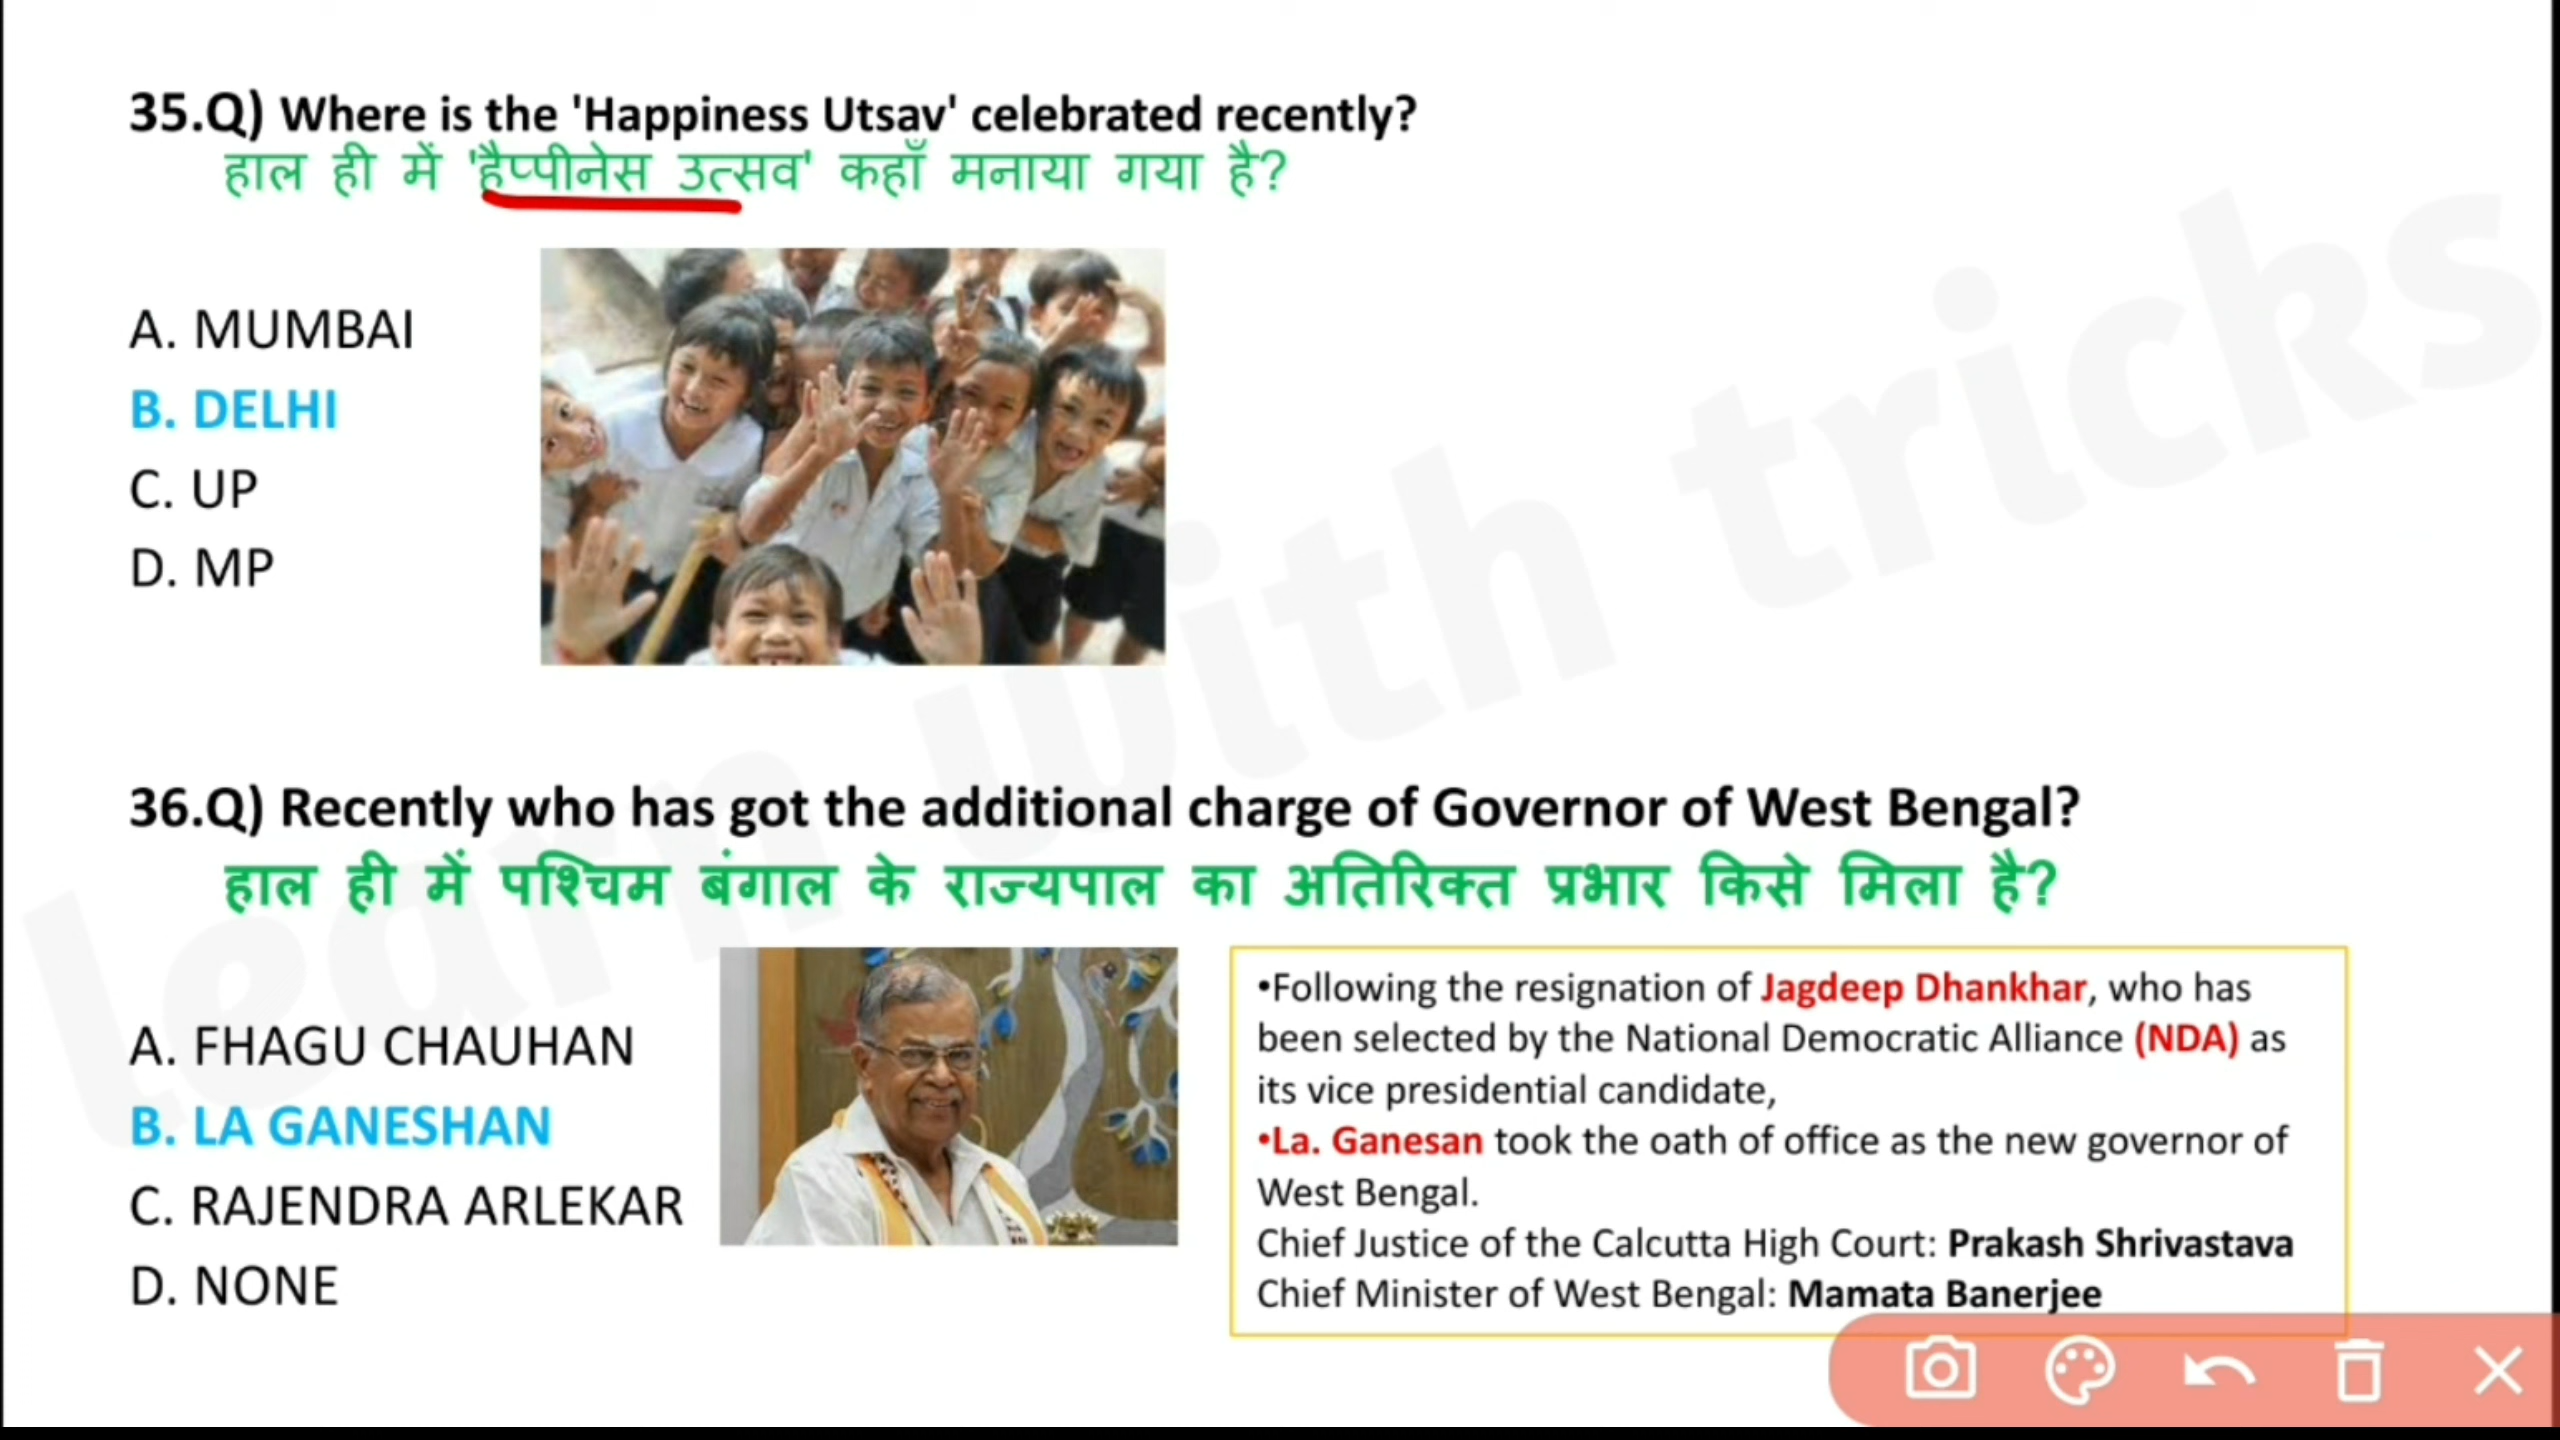 35.Q) Where is the 'Happiness Utsav' celebrated recently?
हाल ही में 'हैप्पीनेस उत्सव' कहाँ मनाया गया है?
A. MUMBAI
B. DELHI
C. UP
D. MP
36.Q) Recently who has got the additional charge of Governor of West Bengal?
हाल ही में पश्चिम बंगाल के राज्यपाल का अतिरिक्त प्रभार किसे मिला है?
A. FHAGU CHAUHAN
B. LA GANESHAN
C. RAJENDRA ARLEKAR
D. NONE
•Following the resignation of Jagdeep Dhankhar, who has
been selected by the National Democratic Alliance (NDA) as
its vice presidential candidate,
•La. Ganesan took the oath of office as the new governor of
West Bengal.
Chief Justice of the Calcutta High Court: Prakash Shrivastava
Chief Minister of West Bengal: Mamata Banerjee
learn with tricks